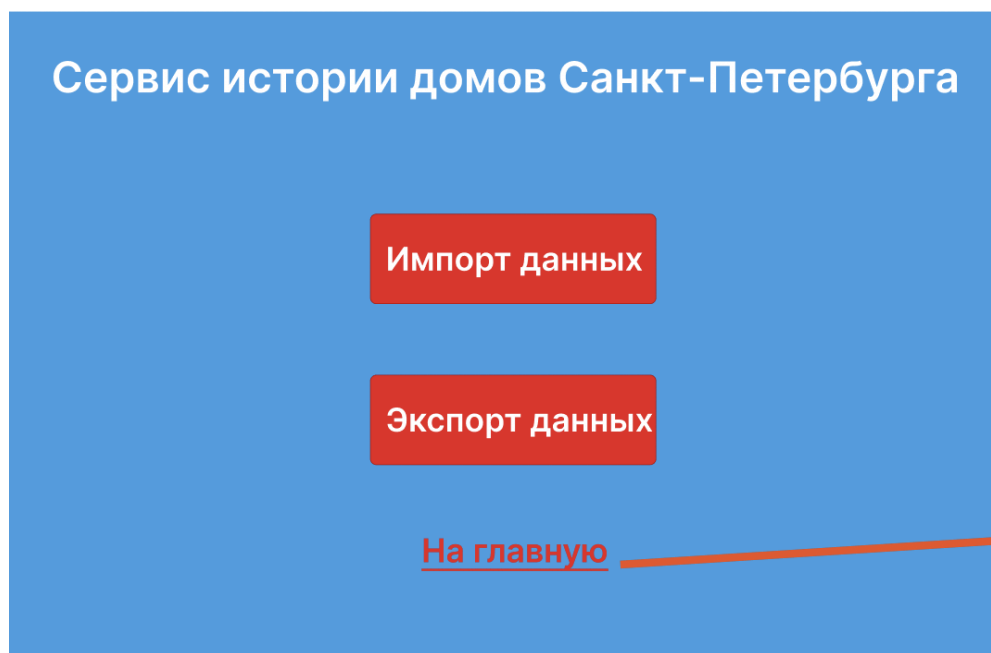 Сервис истории домов Санкт-Петербурга
Импорт данных
Экспорт данных
На главную